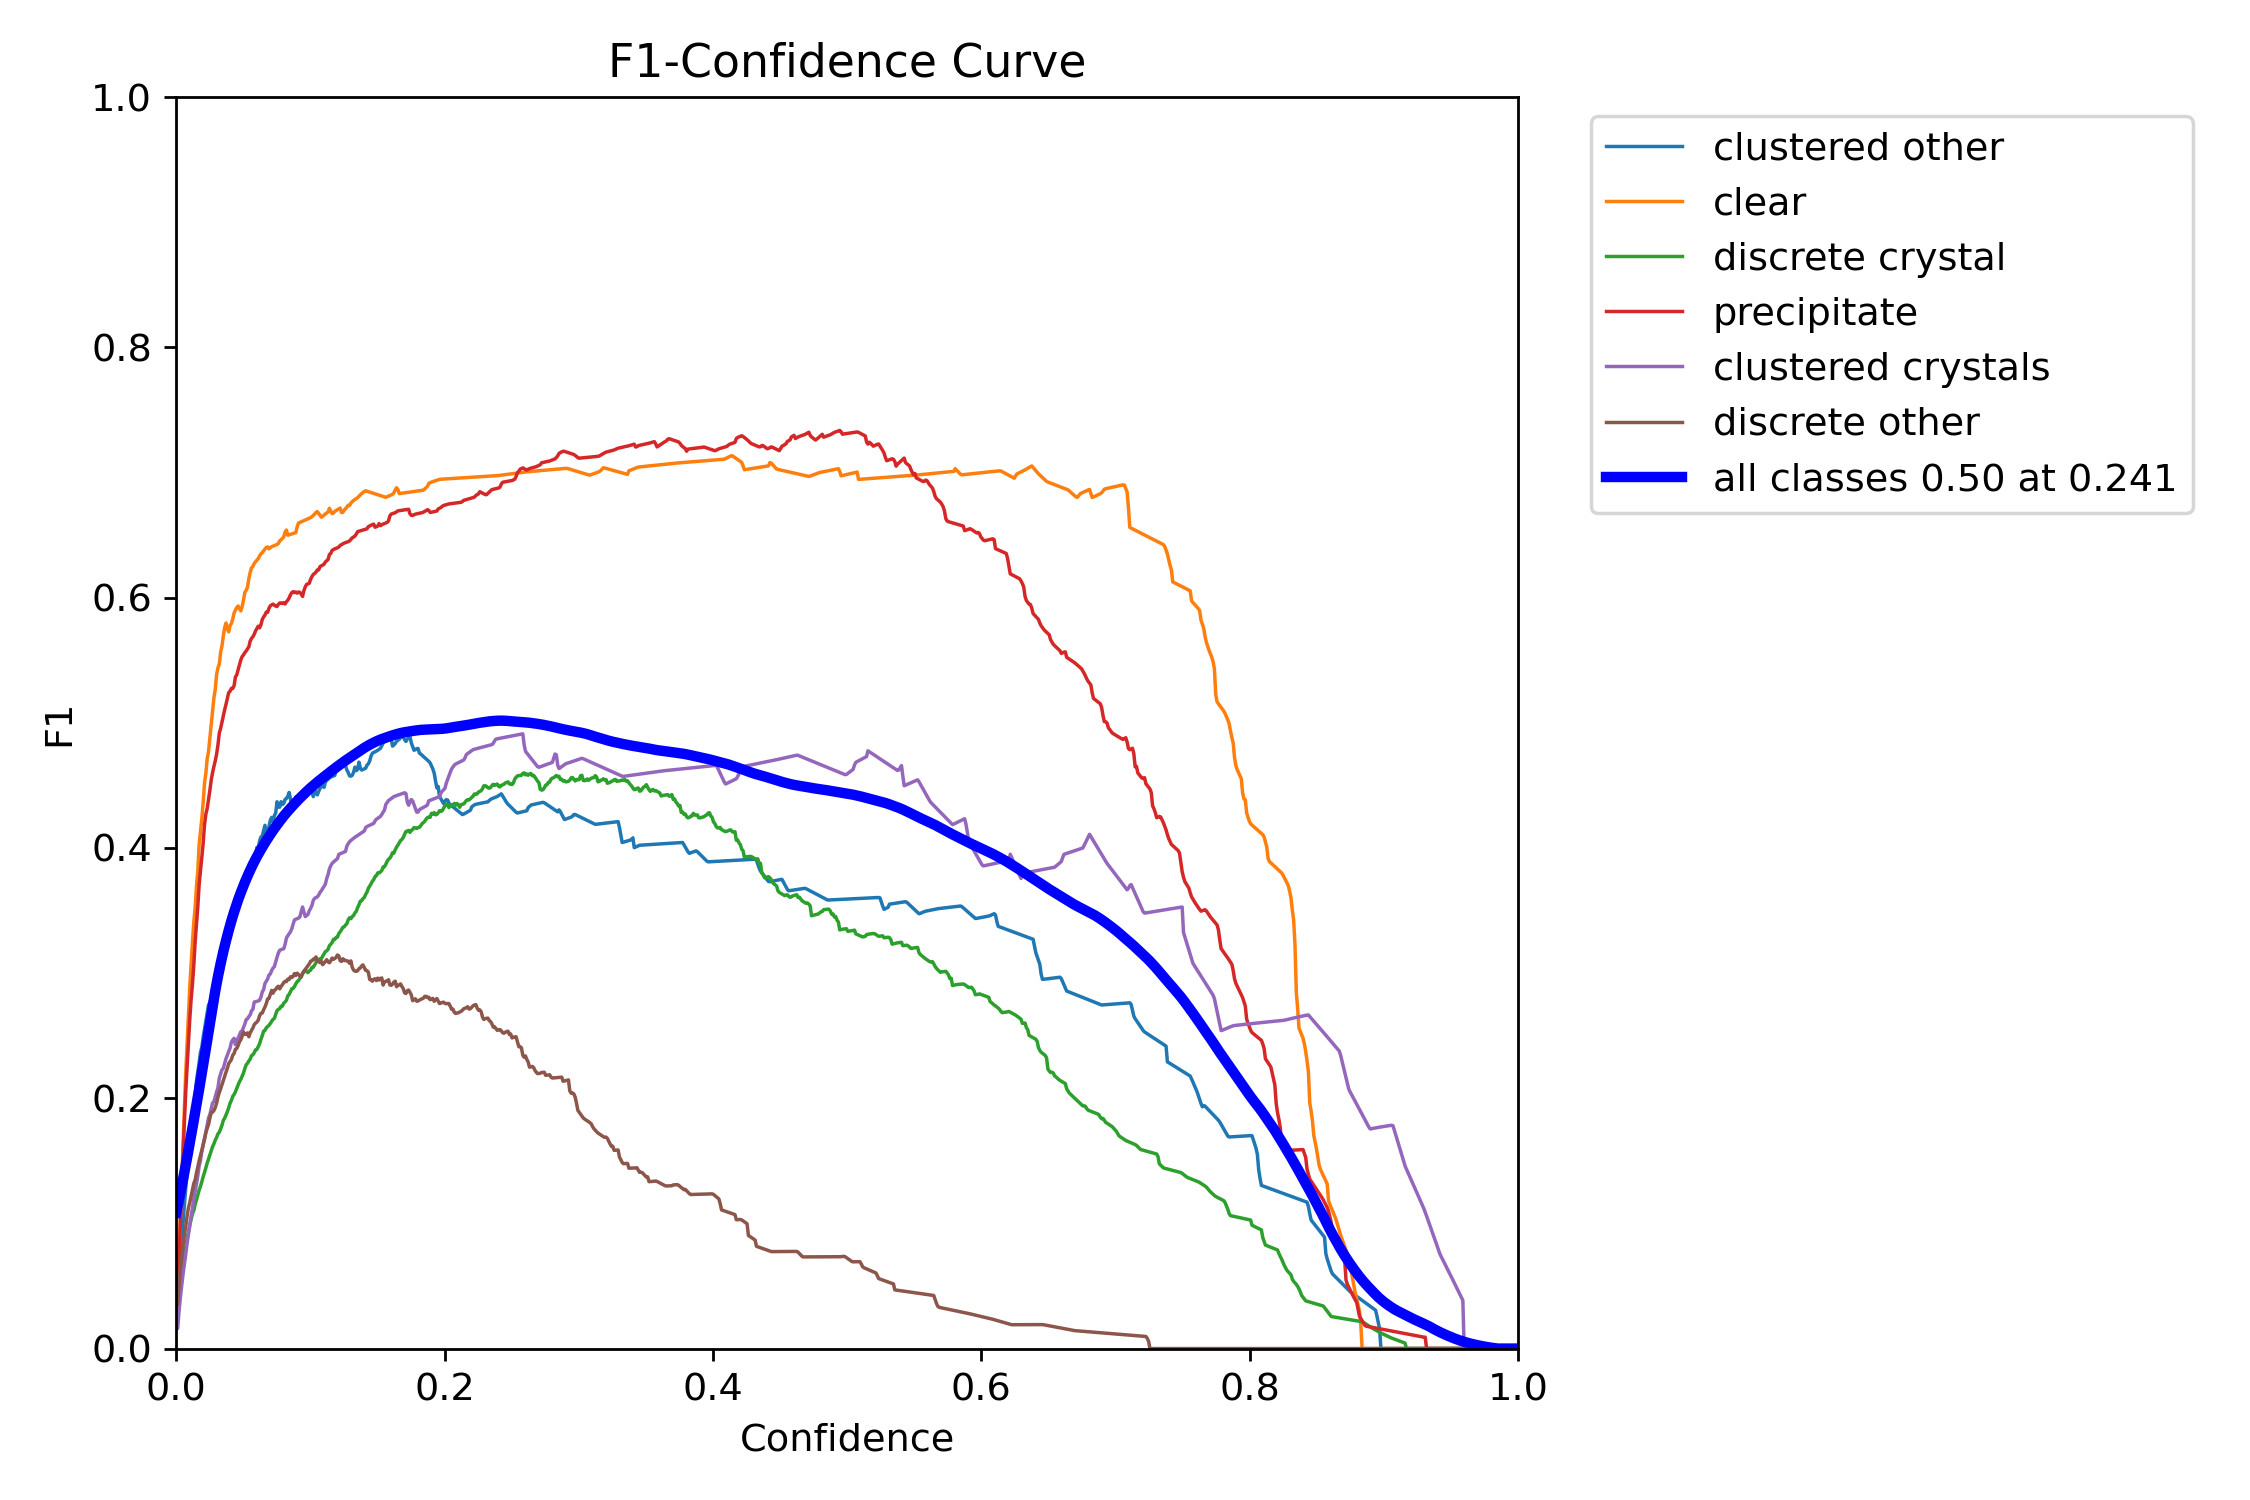 F1-Confidence Curve
1.0
0.8
0.6
0.4
0.2
0.0
F1
0.0 0.2 0.4 0.6 0.8 1.0
Confidence
clustered other
clear
discrete crystal
precipitate
clustered crystals
discrete other
all classes 0.50 at 0.241